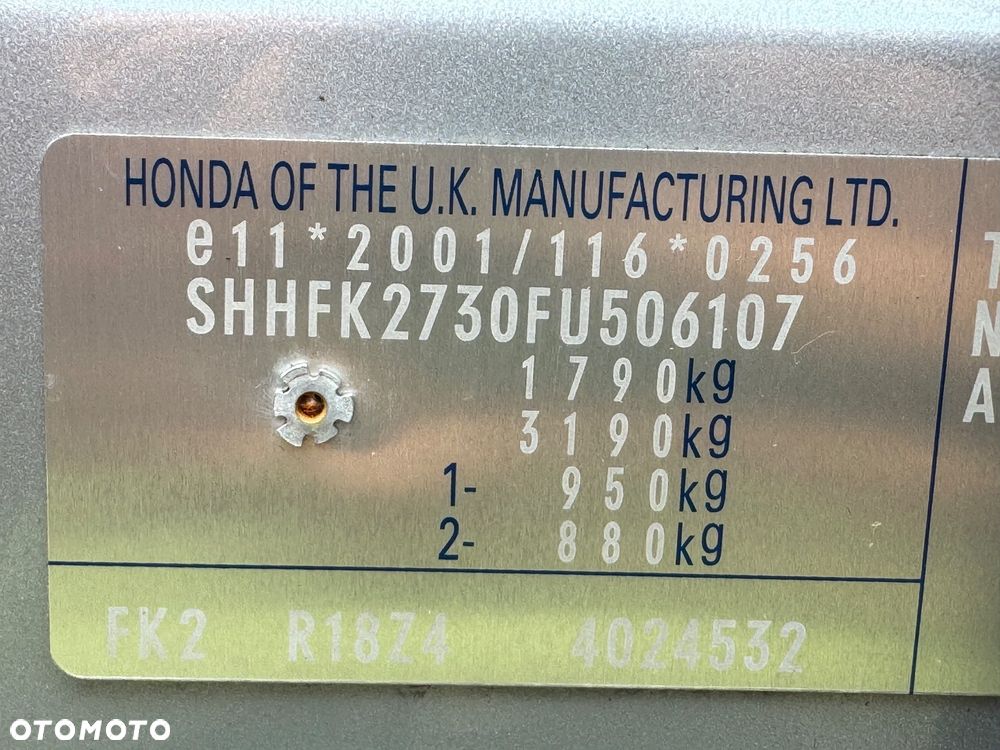 HONDA OF THE U.K. MANUFACTURING LTD.
e11*2001/116*0256
SHHFK2730FU506107
1790kg
3190kg
1- 950kg
2- 880kg
FK2 R18Z4 4024532
T
N
A
OTOMOTO